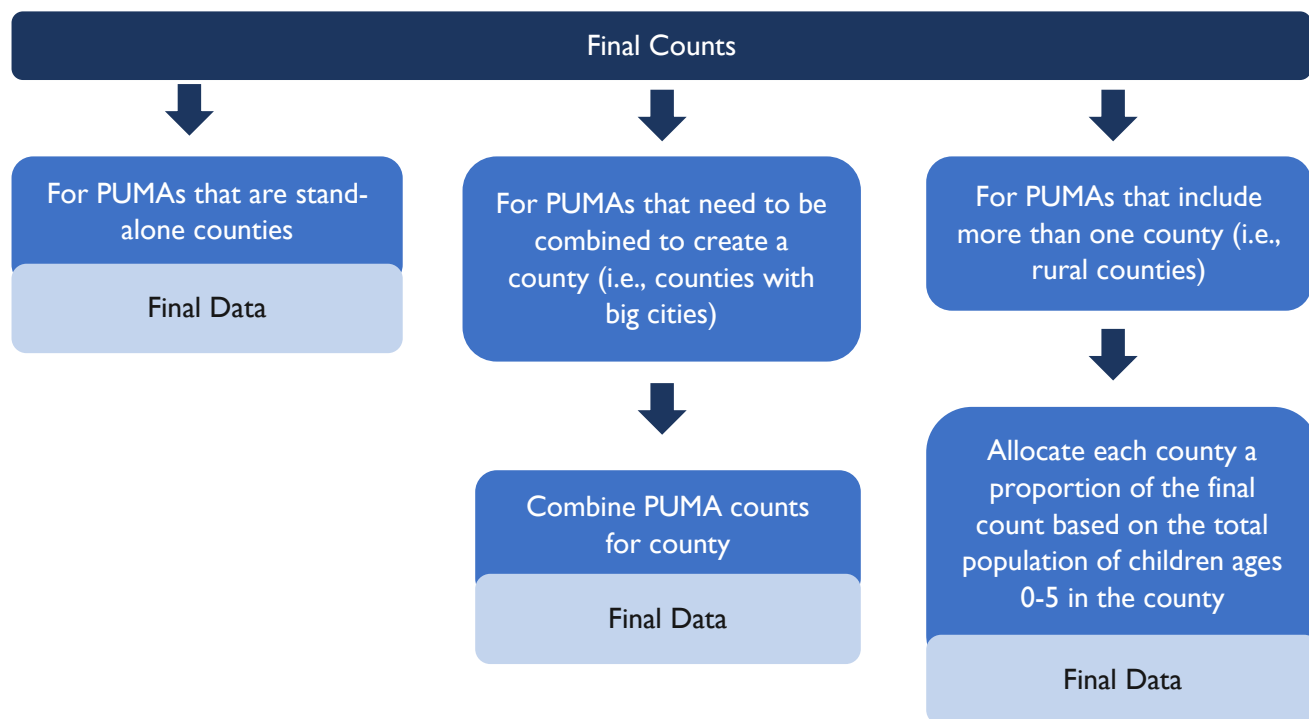 Final Counts
For PUMAs that are stand-
alone counties
Final Data
For PUMAs that need to be
combined to create a
county (i.e., counties with
big cities)
Combine PUMA counts
for county
Final Data
For PUMAs that include
more than one county (i.e.,
rural counties)
Allocate each county a
proportion of the final
count based on the total
population of children ages
0-5 in the county
Final Data